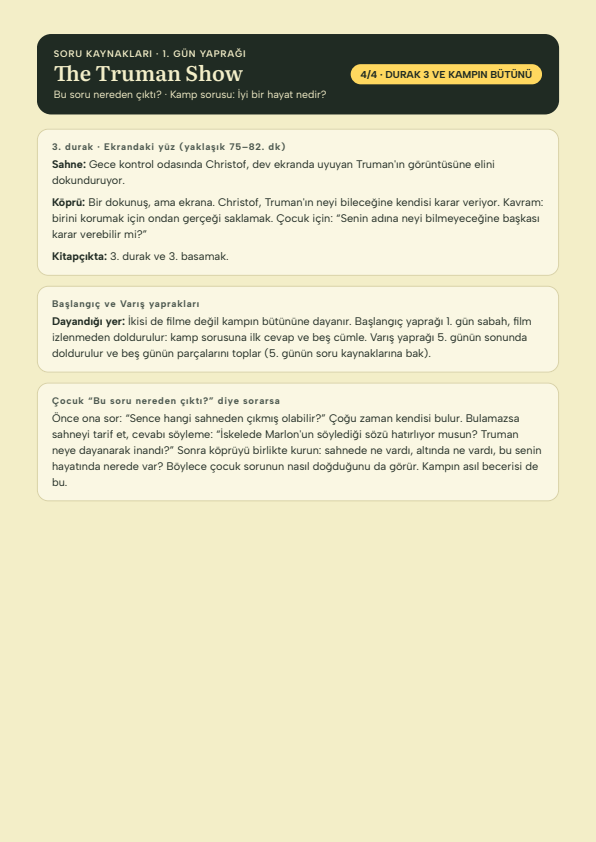 SORU KAYNAKLARI · 1. GÜN YAPRAĞI
The Truman Show
Bu soru nereden çıktı? · Kamp sorusu: İyi bir hayat nedir?
4/4 · DURAK 3 VE KAMPIN BÜTÜNÜ
3. durak · Ekrandaki yüz (yaklaşık 75–82. dk)
Sahne: Gece kontrol odasında Christof, dev ekranda uyuyan Truman'ın görüntüsüne elini
dokunduruyor.
Köprü: Bir dokunuş, ama ekrana. Christof, Truman'ın neyi bileceğine kendisi karar veriyor. Kavram:
birini korumak için ondan gerçeği saklamak. Çocuk için: “Senin adına neyi bilmeyeceğine başkası
karar verebilir mi?”
Kitapçıkta: 3. durak ve 3. basamak.
Başlangıç ve Varış yaprakları
Dayandığı yer: İkisi de filme değil kampın bütününe dayanır. Başlangıç yaprağı 1. gün sabah, film
izlenmeden doldurulur: kamp sorusuna ilk cevap ve beş cümle. Varış yaprağı 5. günün sonunda
doldurulur ve beş günün parçalarını toplar (5. günün soru kaynaklarına bak).
Çocuk “Bu soru nereden çıktı?” diye sorarsa
Önce ona sor: “Sence hangi sahneden çıkmış olabilir?” Çoğu zaman kendisi bulur. Bulamazsa
sahneyi tarif et, cevabı söyleme: “İskelede Marlon'un söylediği sözü hatırlıyor musun? Truman
neye dayanarak inandı?” Sonra köprüyü birlikte kurun: sahnede ne vardı, altında ne vardı, bu senin
hayatında nerede var? Böylece çocuk sorunun nasıl doğduğunu da görür. Kampın asıl becerisi de
bu.